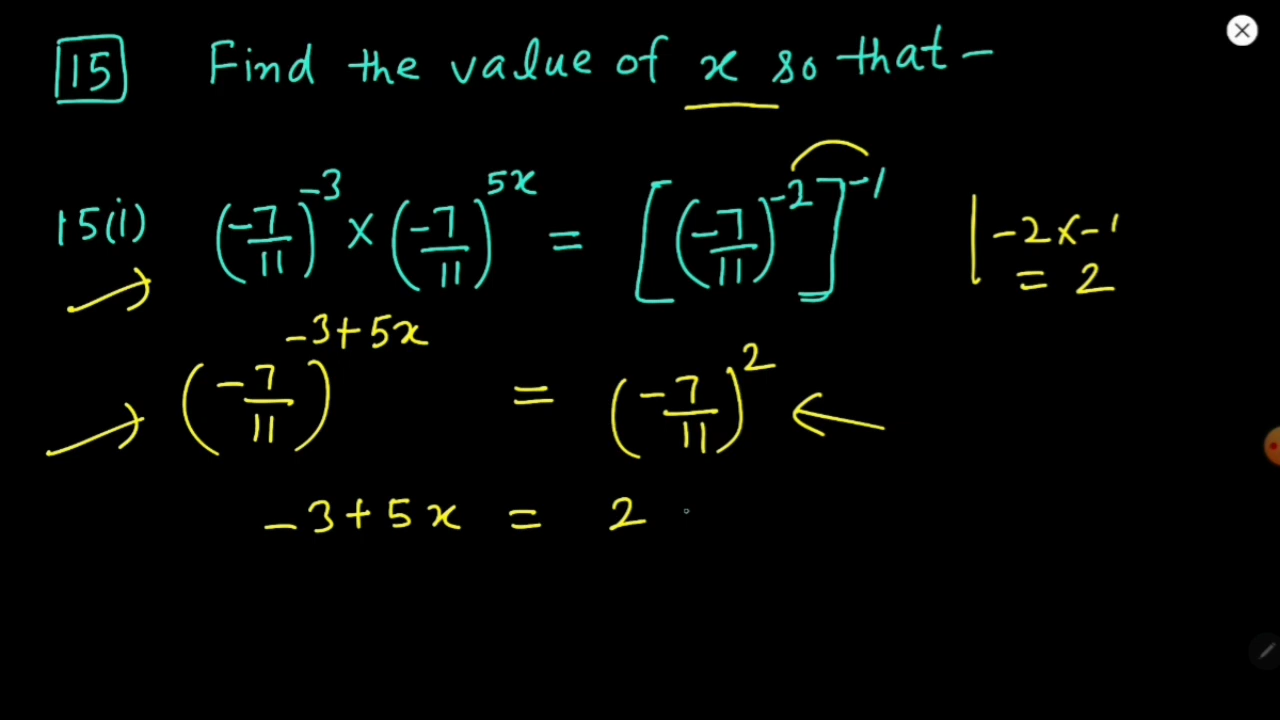 15 Find the value of x so that -
15(i) (-7/11)^-3 × (-7/11)^5x = [(-7/11)^-2]^-1 | -2×-1
= 2
(-7/11)^-3+5x = (-7/11)^2
-3+5x = 2